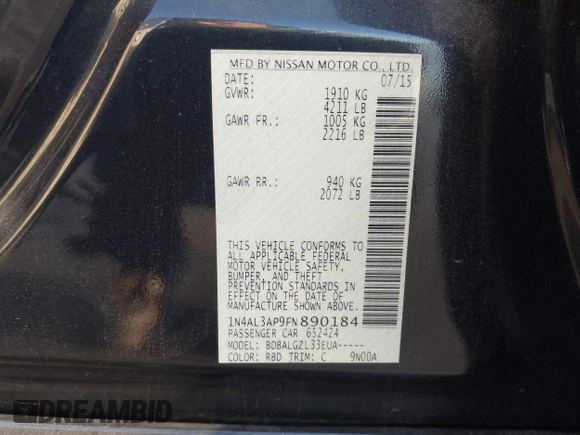 MFD BY NISSAN MOTOR CO., LTD.
DATE: 07/15
GVWR: 1910 KG
4211 LB
GAWR FR.: 1005 KG
2216 LB
GAWR RR.: 940 KG
2072 LB
THIS VEHICLE CONFORMS TO
ALL APPLICABLE FEDERAL
MOTOR VEHICLE SAFETY,
BUMPER, AND THEFT
PREVENTION STANDARDS IN
EFFECT ON THE DATE OF
MANUFACTURE SHOWN ABOVE.
1N4AL3AP9FN890184
PASSENGER CAR 652424
MODEL: BDBALGZL33EUA-----
COLOR: RBD TRIM: C 9N00A
DREAMBID